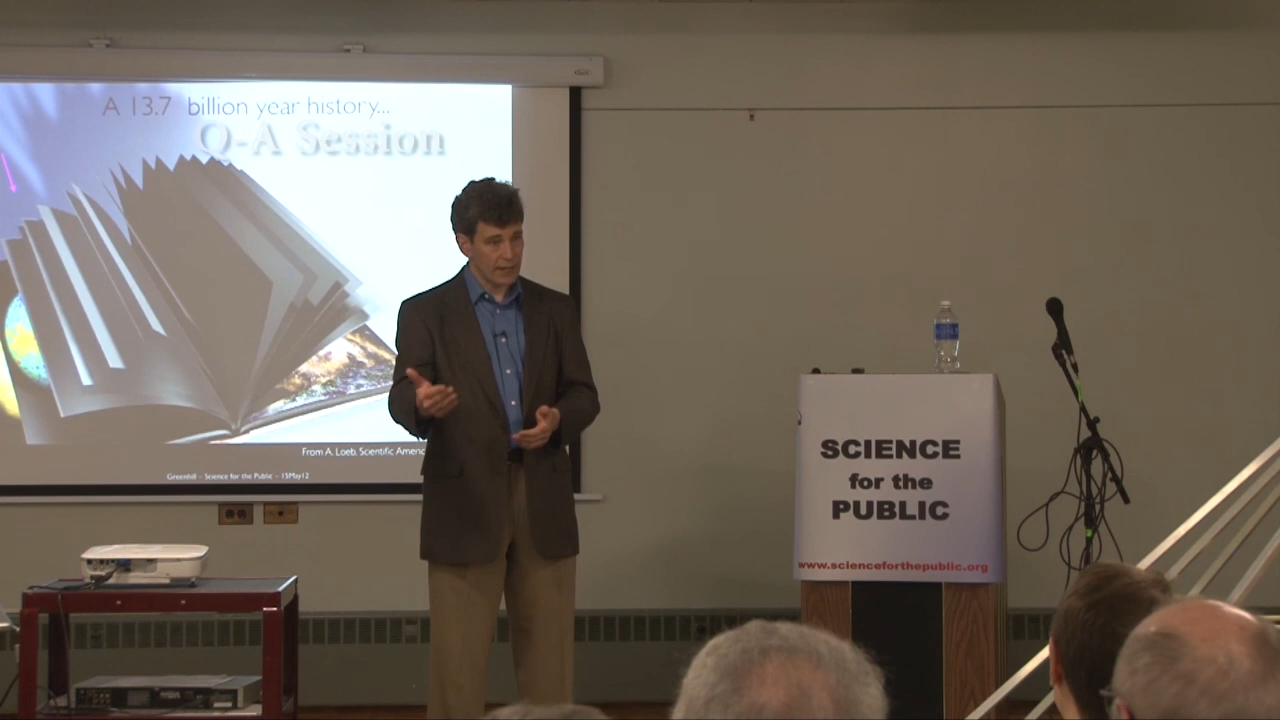 A 13.7 billion year history...
Q-A Session
From A. Loeb, Scientific Americ
Greenhill - Science for the Public - 15May12
SCIENCE
for the
PUBLIC
www.scienceforthepublic.org